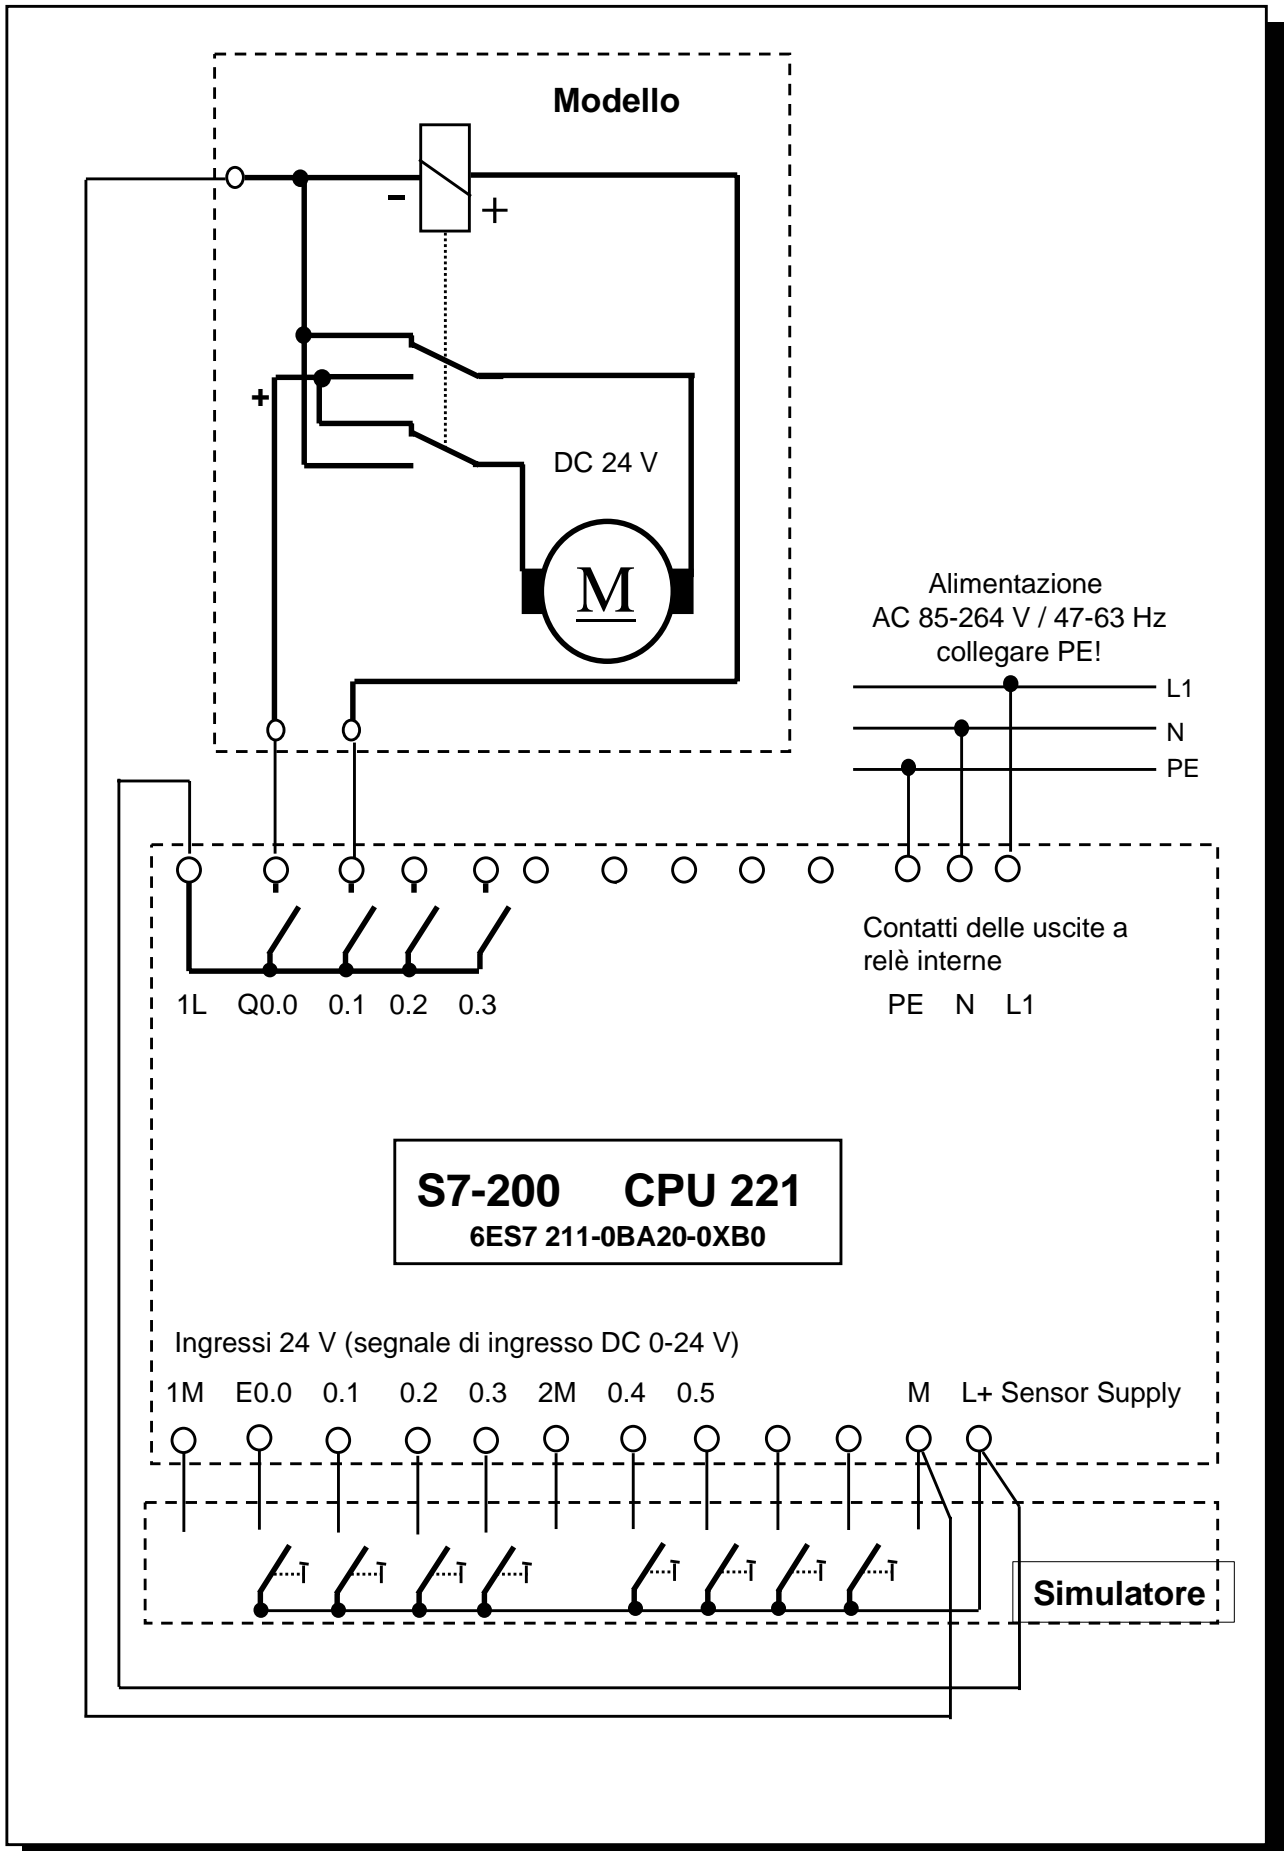 Modello
-
+
+
DC 24 V
M
Alimentazione
AC 85-264 V / 47-63 Hz
collegare PE!
L1
N
PE
Contatti delle uscite a
relè interne
1L Q0.0 0.1 0.2 0.3 PE N L1
S7-200 CPU 221
6ES7 211-0BA20-0XB0
Ingressi 24 V (segnale di ingresso DC 0-24 V)
1M E0.0 0.1 0.2 0.3 2M 0.4 0.5 M L+ Sensor Supply
Simulatore